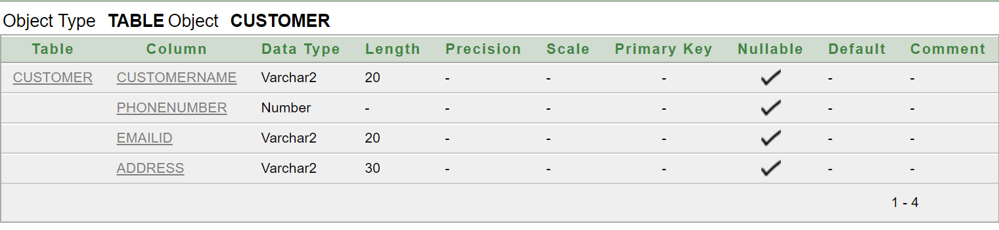 Object Type TABLE Object CUSTOMER
Table Column Data Type Length Precision Scale Primary Key Nullable Default Comment
CUSTOMER CUSTOMERNAME Varchar2 20 - - - ✓ - -
PHONENUMBER Number - - - - ✓ - -
EMAILID Varchar2 20 - - - ✓ - -
ADDRESS Varchar2 30 - - - ✓ - -
1 - 4